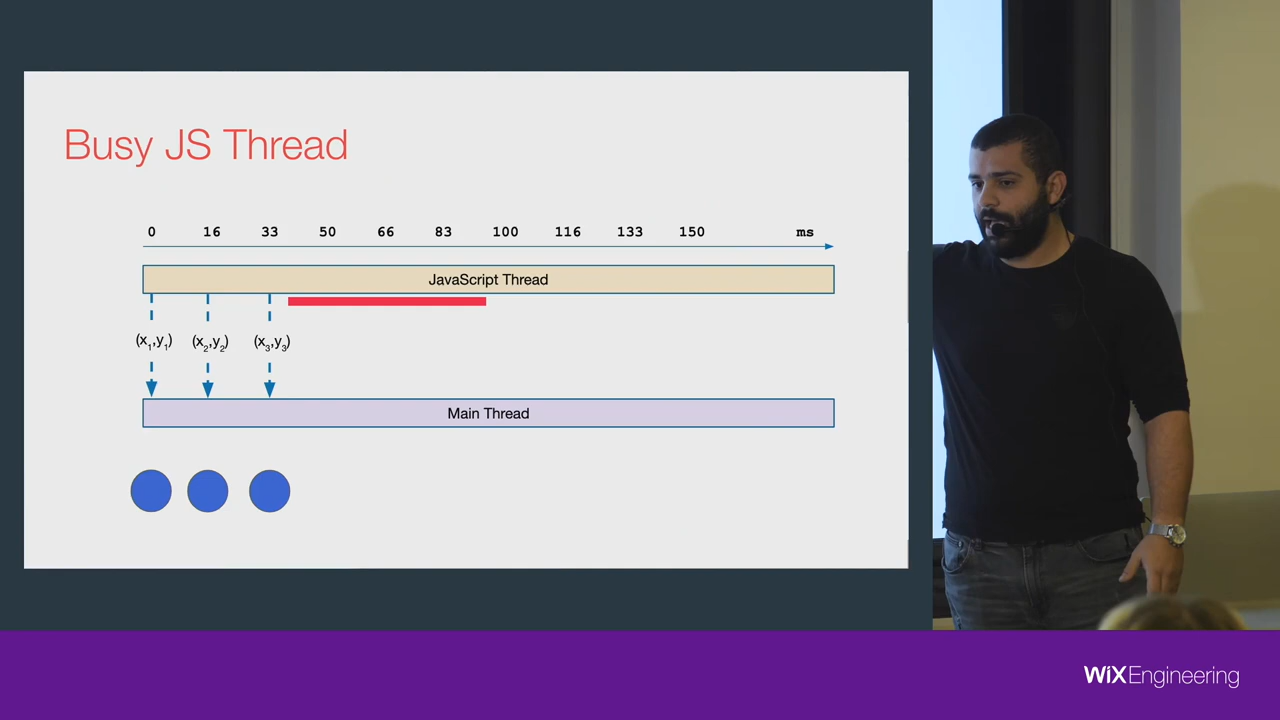 Busy JS Thread
0 16 33 50 66 83 100 116 133 150 ms
JavaScript Thread
(x1,y1) (x2,y2) (x3,y3)
Main Thread
WiX Engineering